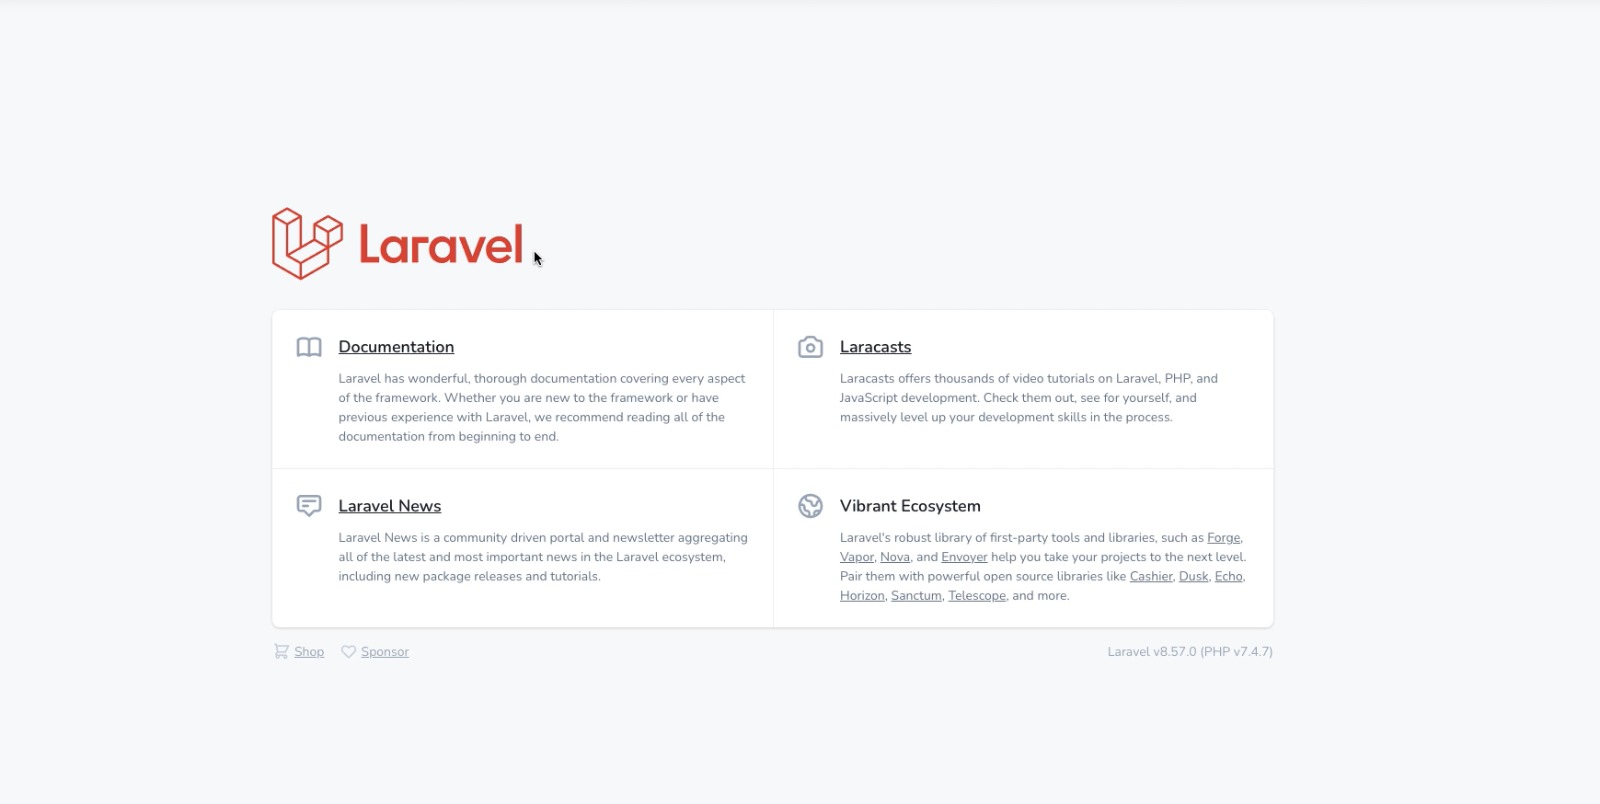 Laravel
Documentation
Laravel has wonderful, thorough documentation covering every aspect
of the framework. Whether you are new to the framework or have
previous experience with Laravel, we recommend reading all of the
documentation from beginning to end.
Laracasts
Laracasts offers thousands of video tutorials on Laravel, PHP, and
JavaScript development. Check them out, see for yourself, and
massively level up your development skills in the process.
Laravel News
Laravel News is a community driven portal and newsletter aggregating
all of the latest and most important news in the Laravel ecosystem,
including new package releases and tutorials.
Vibrant Ecosystem
Laravel's robust library of first-party tools and libraries, such as Forge,
Vapor, Nova, and Envoyer help you take your projects to the next level.
Pair them with powerful open source libraries like Cashier, Dusk, Echo,
Horizon, Sanctum, Telescope, and more.
Shop Sponsor
Laravel v8.57.0 (PHP v7.4.7)